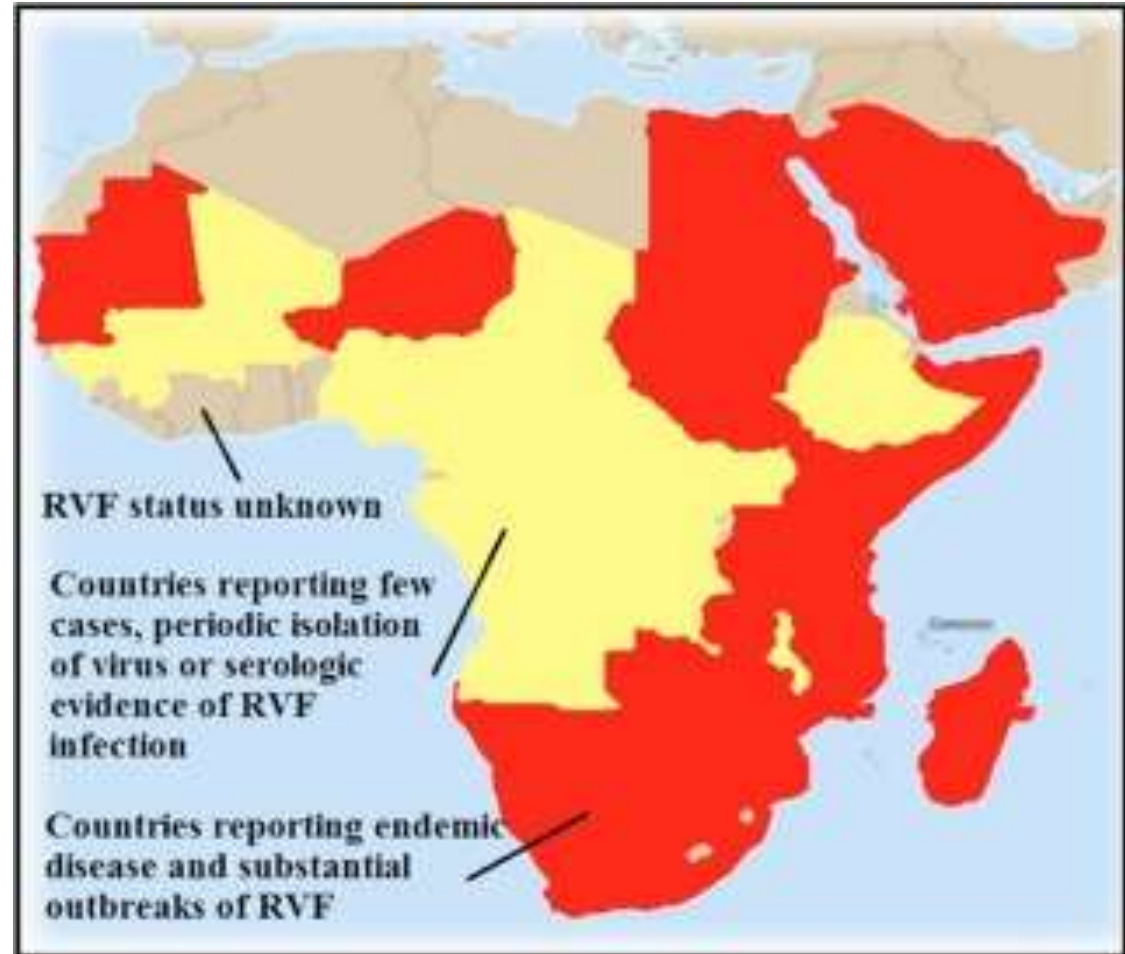 RVF status unknown
Countries reporting few
cases, periodic isolation
of virus or serologic
evidence of RVF
infection
Countries reporting endemic
disease and substantial
outbreaks of RVF